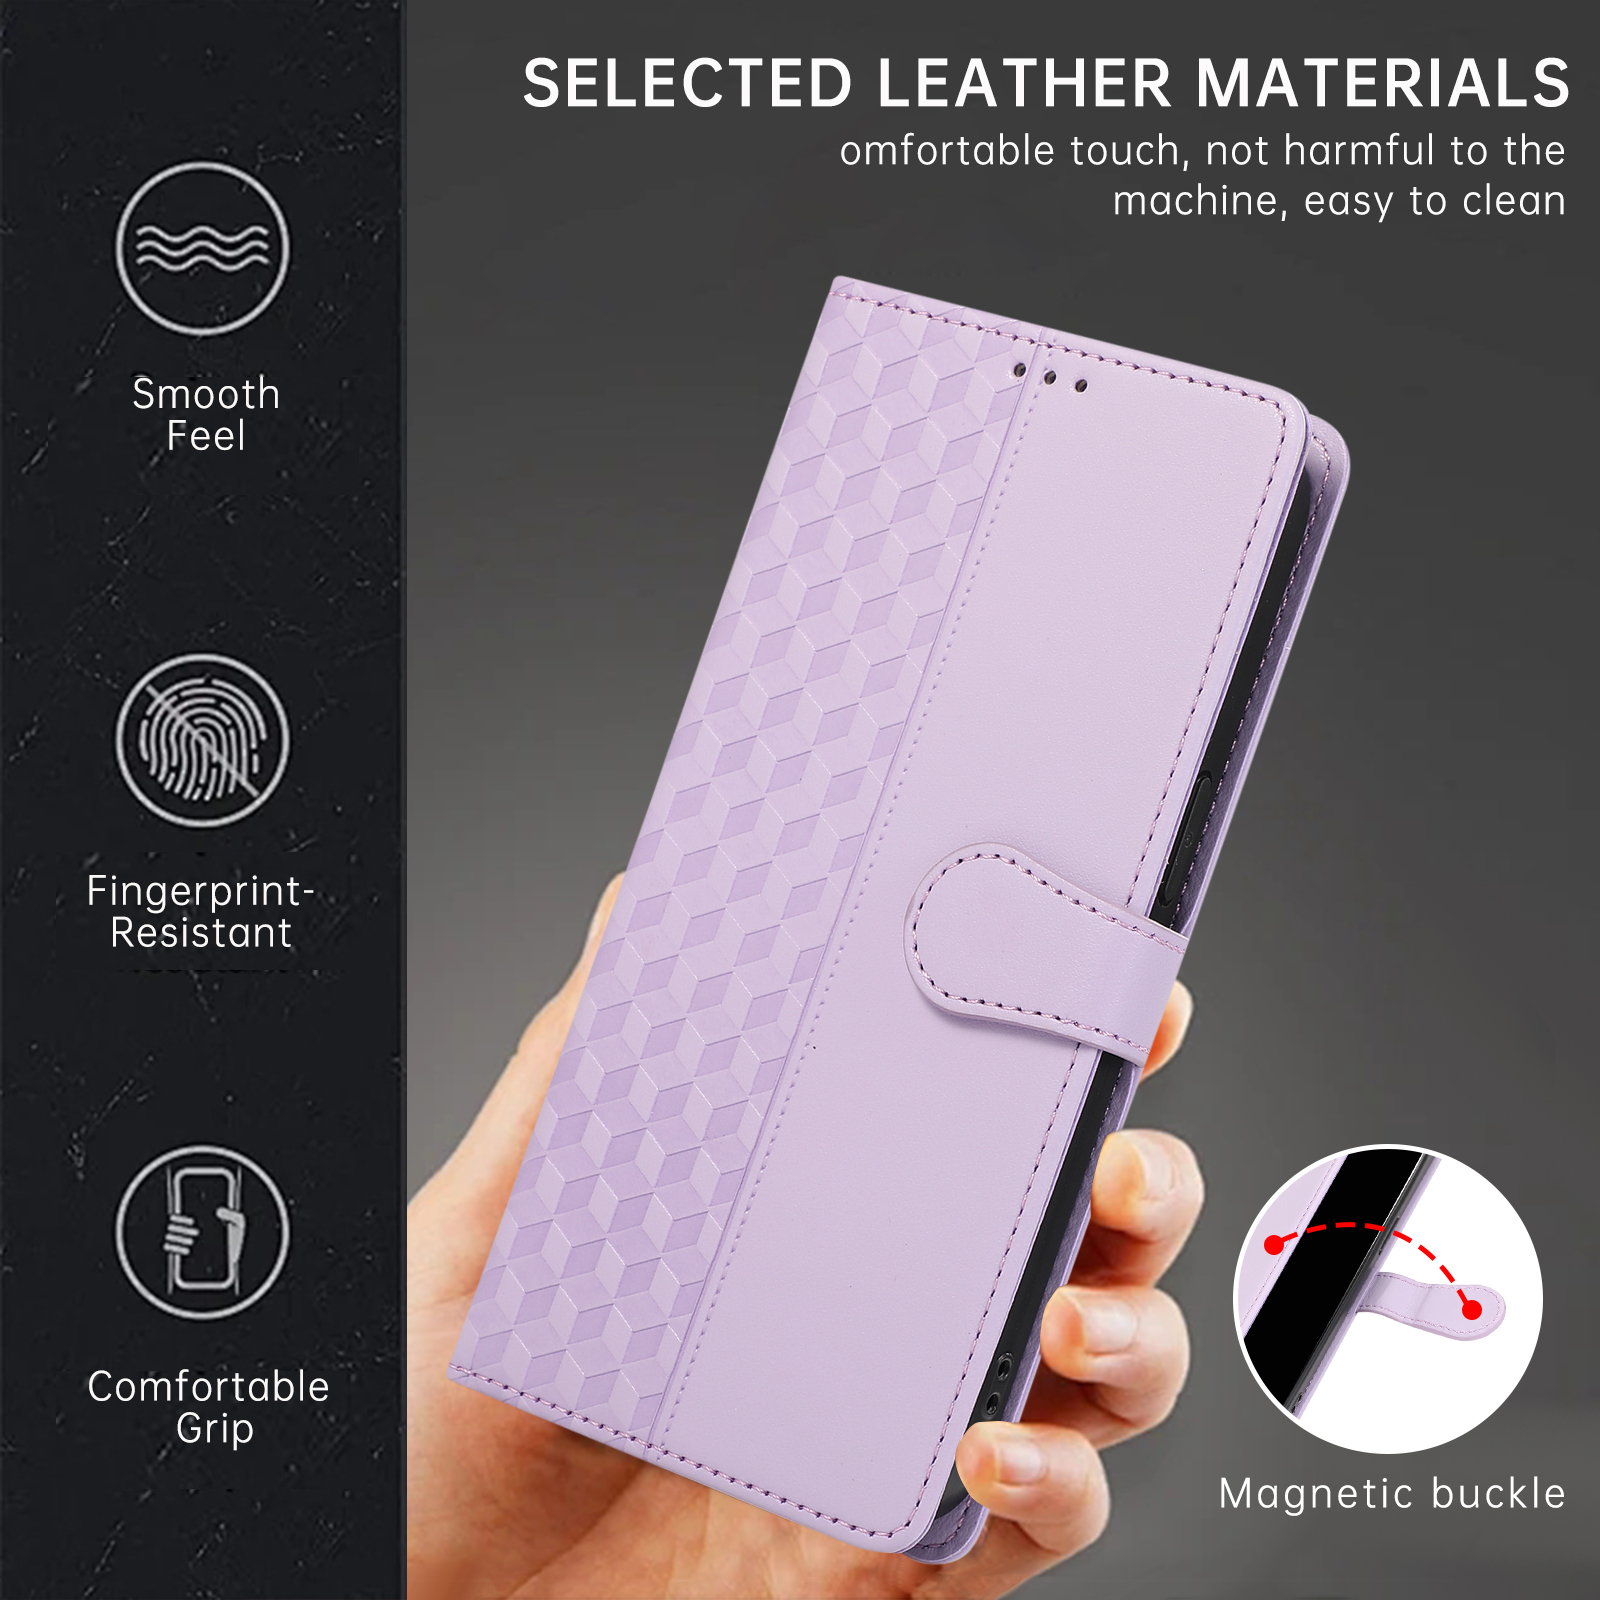 SELECTED LEATHER MATERIALS
omfortable touch, not harmful to the
machine, easy to clean
Smooth
Feel
Fingerprint-
Resistant
Comfortable
Grip
Magnetic buckle